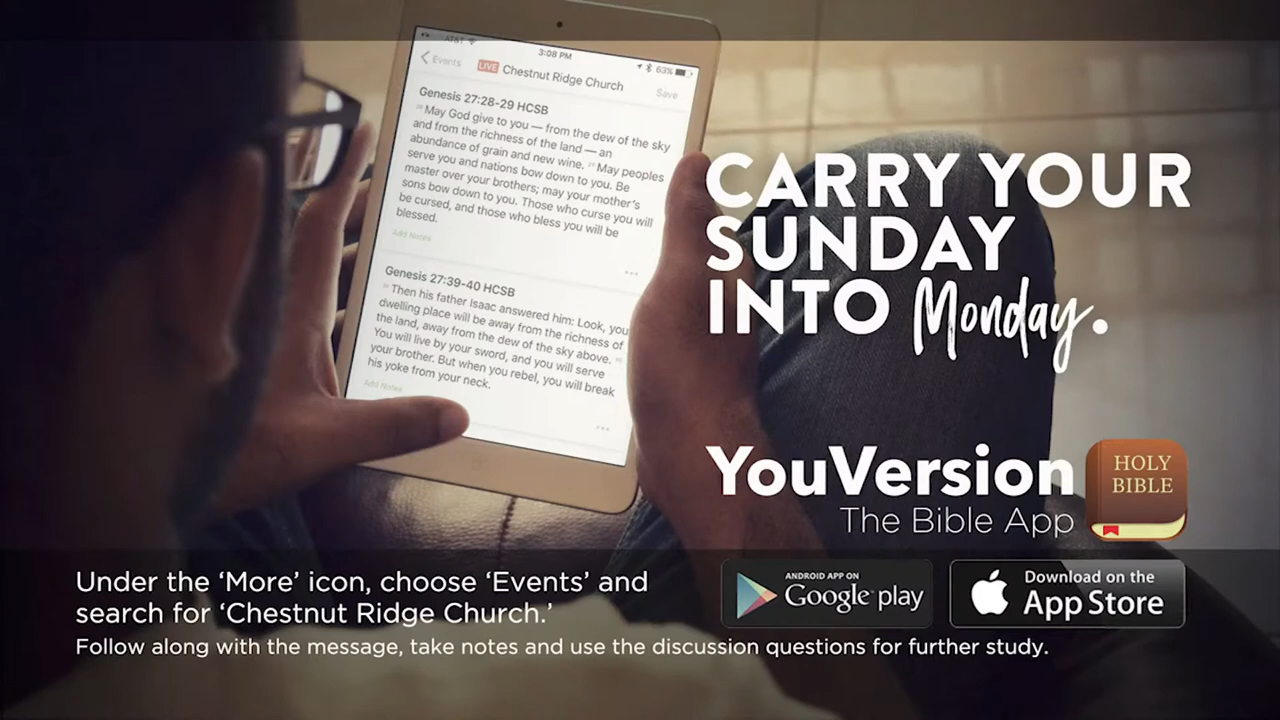 AT&T
3:08 PM
63%
Events
LIVE Chestnut Ridge Church
Save
Genesis 27:28-29 HCSB
28 May God give to you — from the dew of the sky
and from the richness of the land — an
abundance of grain and new wine. 29 May peoples
serve you and nations bow down to you. Be
master over your brothers; may your mother's
sons bow down to you. Those who curse you will
be cursed, and those who bless you will be
blessed.
Add Notes
Genesis 27:39-40 HCSB
Then his father Isaac answered him: Look, you
dwelling place will be away from the richness of
the land, away from the dew of the sky above.
You will live by your sword, and you will serve
your brother. But when you rebel, you will break
his yoke from your neck.
Add Notes
CARRY YOUR
SUNDAY
INTO Monday.
YouVersion
The Bible App
HOLY
BIBLE
Under the ‘More’ icon, choose ‘Events’ and
search for ‘Chestnut Ridge Church.’
Follow along with the message, take notes and use the discussion questions for further study.
ANDROID APP ON
Google play
Download on the
App Store